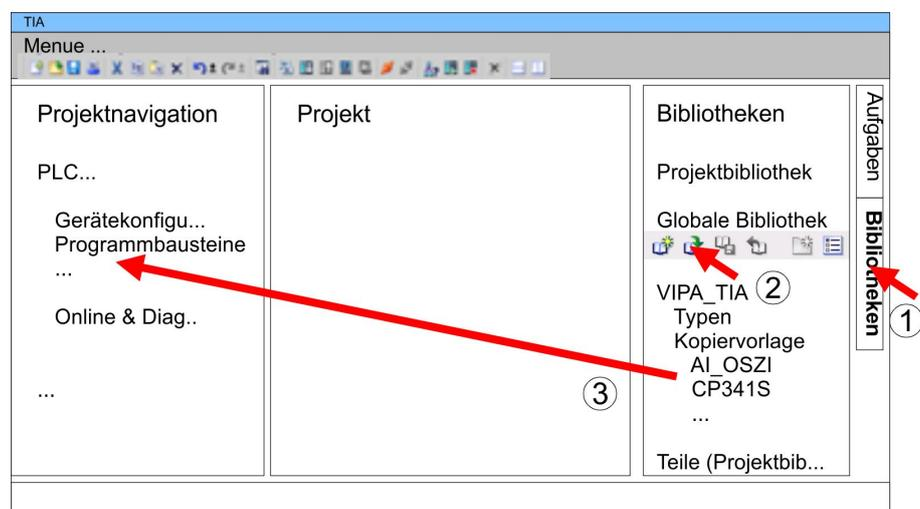 TIA
Menue ...
Projektnavigation
PLC...
Gerätekonfigu...
Programmbausteine
...
Online & Diag..
...
Projekt
③
Bibliotheken
Projektbibliothek
Globale Bibliothek
②
VIPA_TIA
Typen
Kopiervorlage
AI_OSZI
CP341S
...
Teile (Projektbib...
Aufgaben
Bibliotheken
①